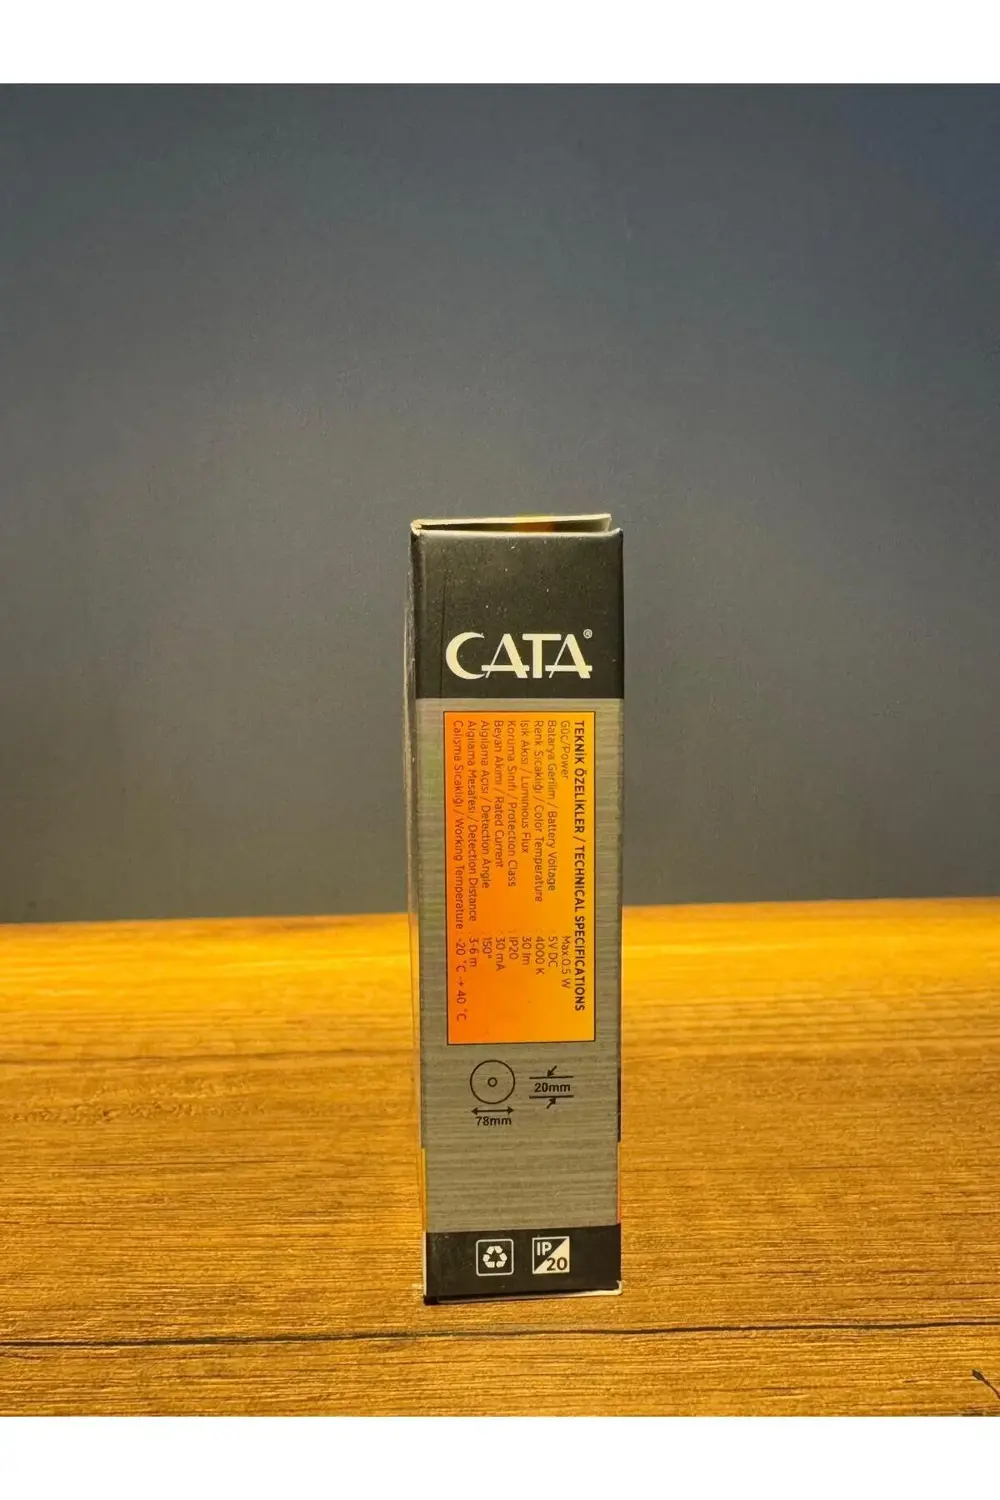 CATA®
TEKNİK ÖZELİKLER / TECHNICAL SPECIFICATIONS
Güç/Power : Max.0.5 W
Batarya Gerilim / Battery Voltage : 5V DC
Renk Sıcaklığı / Color Temperature : 4000 K
Işık Akısı / Luminious Flux : 30 lm
Koruma Sınıfı / Protection Class : IP20
Beyan Akımı / Rated Current : 30 mA
Algılama Açısı / Detection Angle : 150°
Algılama Mesafesi / Detection Distance : 3-6 m
Çalışma Sıcaklığı / Working Temperature : -20 °C → 40 °C
20mm
78mm
IP
20